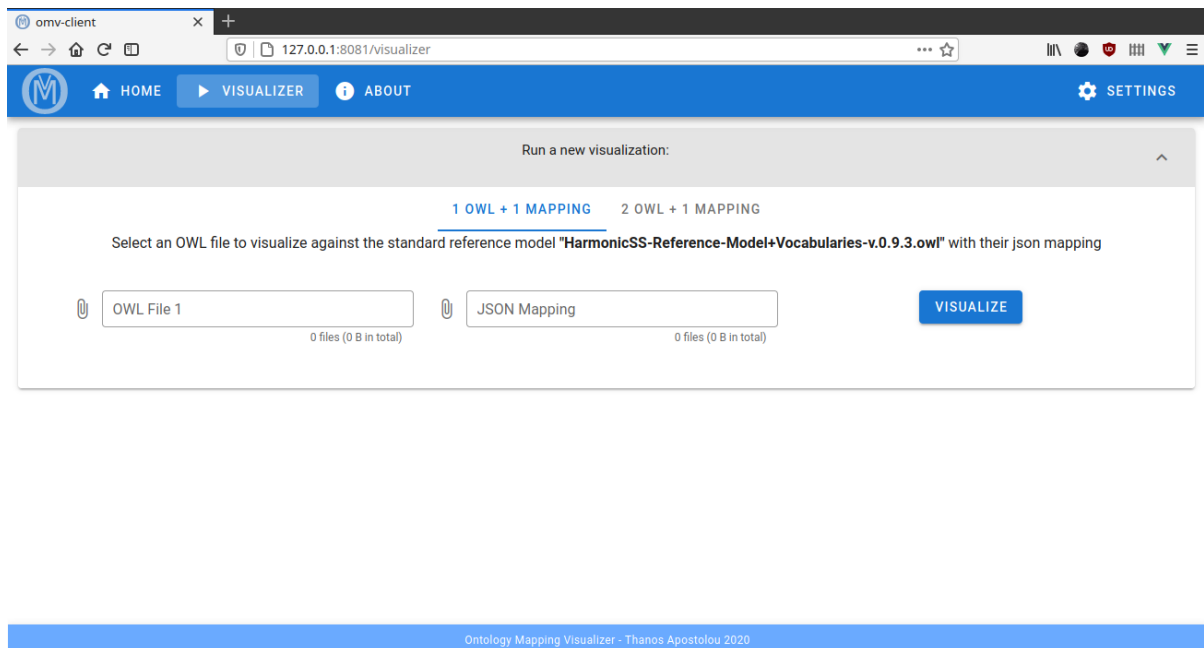 omv-client
127.0.0.1:8081/visualizer
HOME VISUALIZER ABOUT SETTINGS
Run a new visualization:
1 OWL + 1 MAPPING 2 OWL + 1 MAPPING
Select an OWL file to visualize against the standard reference model "HarmonicSS-Reference-Model+Vocabularies-v.0.9.3.owl" with their json mapping
OWL File 1 JSON Mapping VISUALIZE
0 files (0 B in total) 0 files (0 B in total)
Ontology Mapping Visualizer - Thanos Apostolou 2020